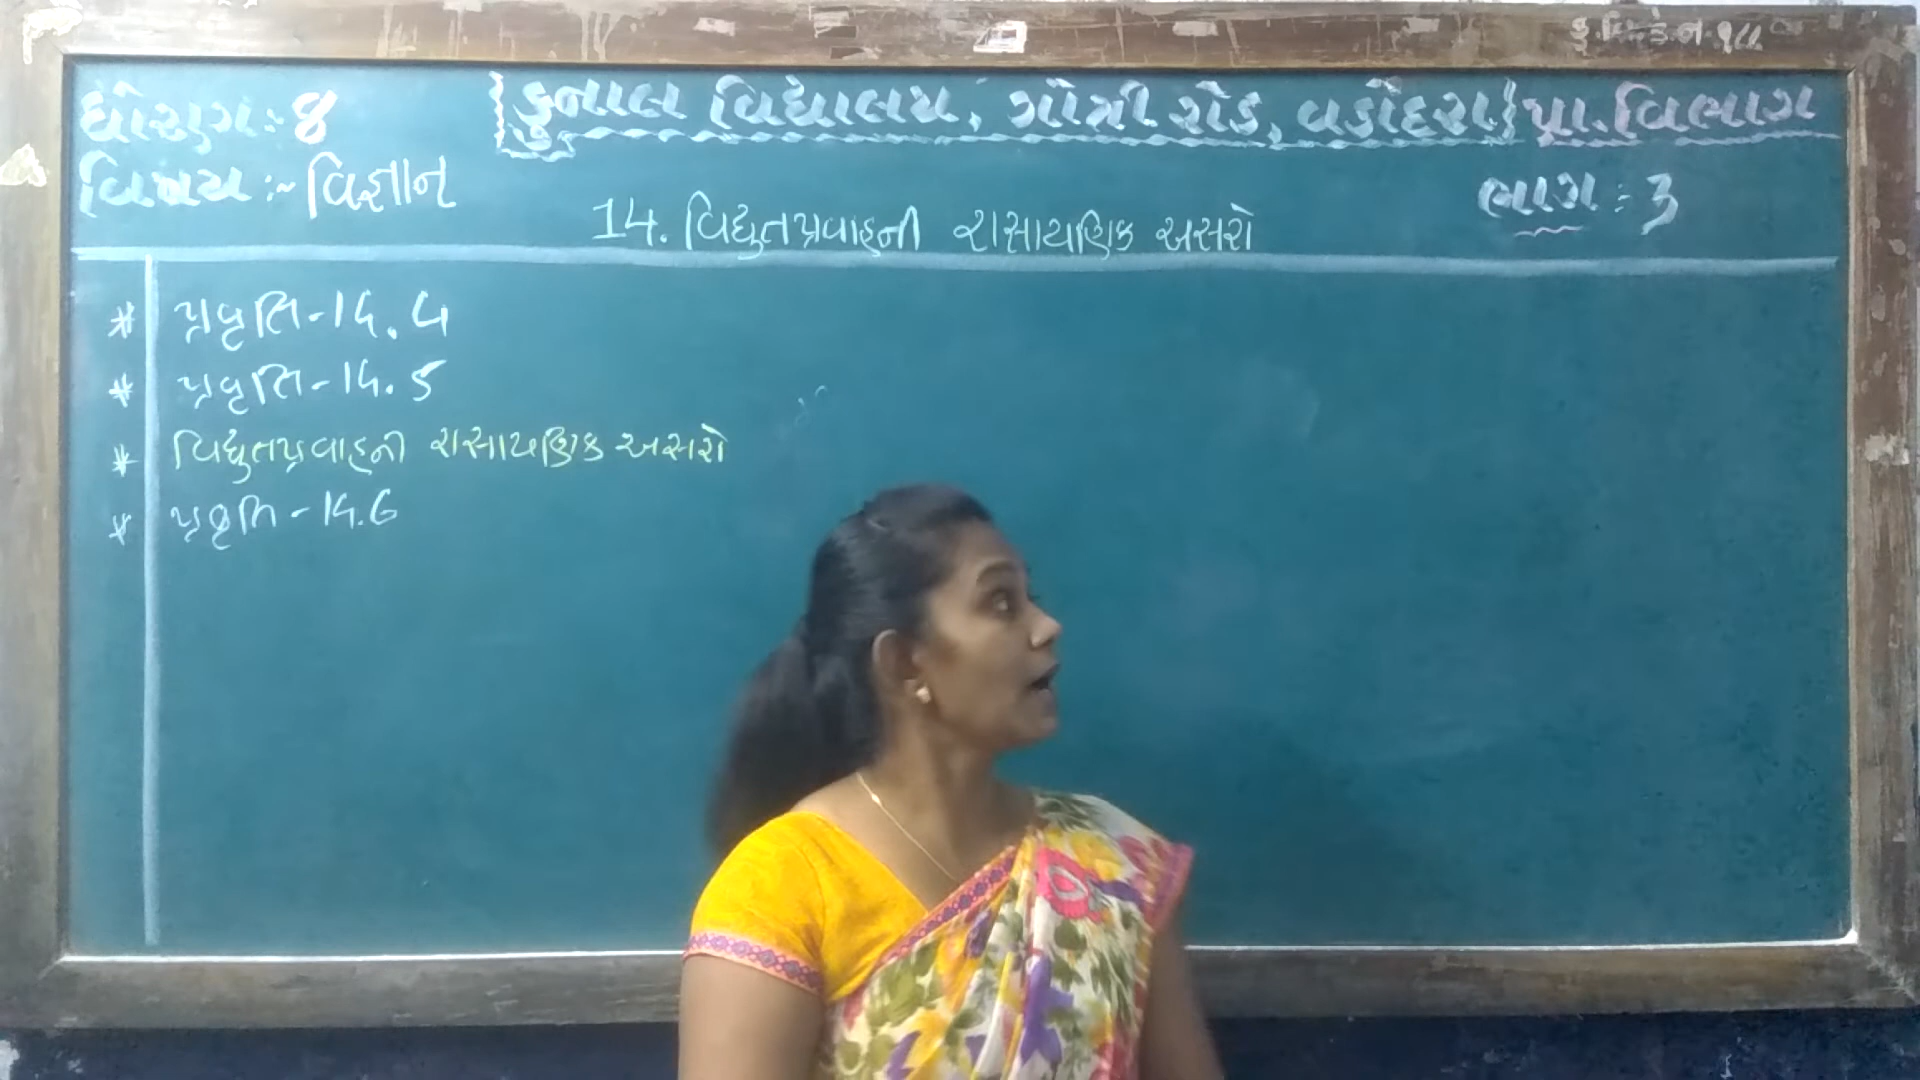 ધોરણ:-8
{કુનાલ વિદ્યાલય, ગોત્રી રોડ, વડોદરા} પ્રા.વિભાગ
વિષય:- વિજ્ઞાન
ભાગ:-3
14. વિદ્યુતપ્રવાહની રાસાયણિક અસરો
* પ્રવૃતિ-14.4
* પ્રવૃતિ-14.5
* વિદ્યુતપ્રવાહની રાસાયણિક અસરો
* પ્રવૃતિ-14.6